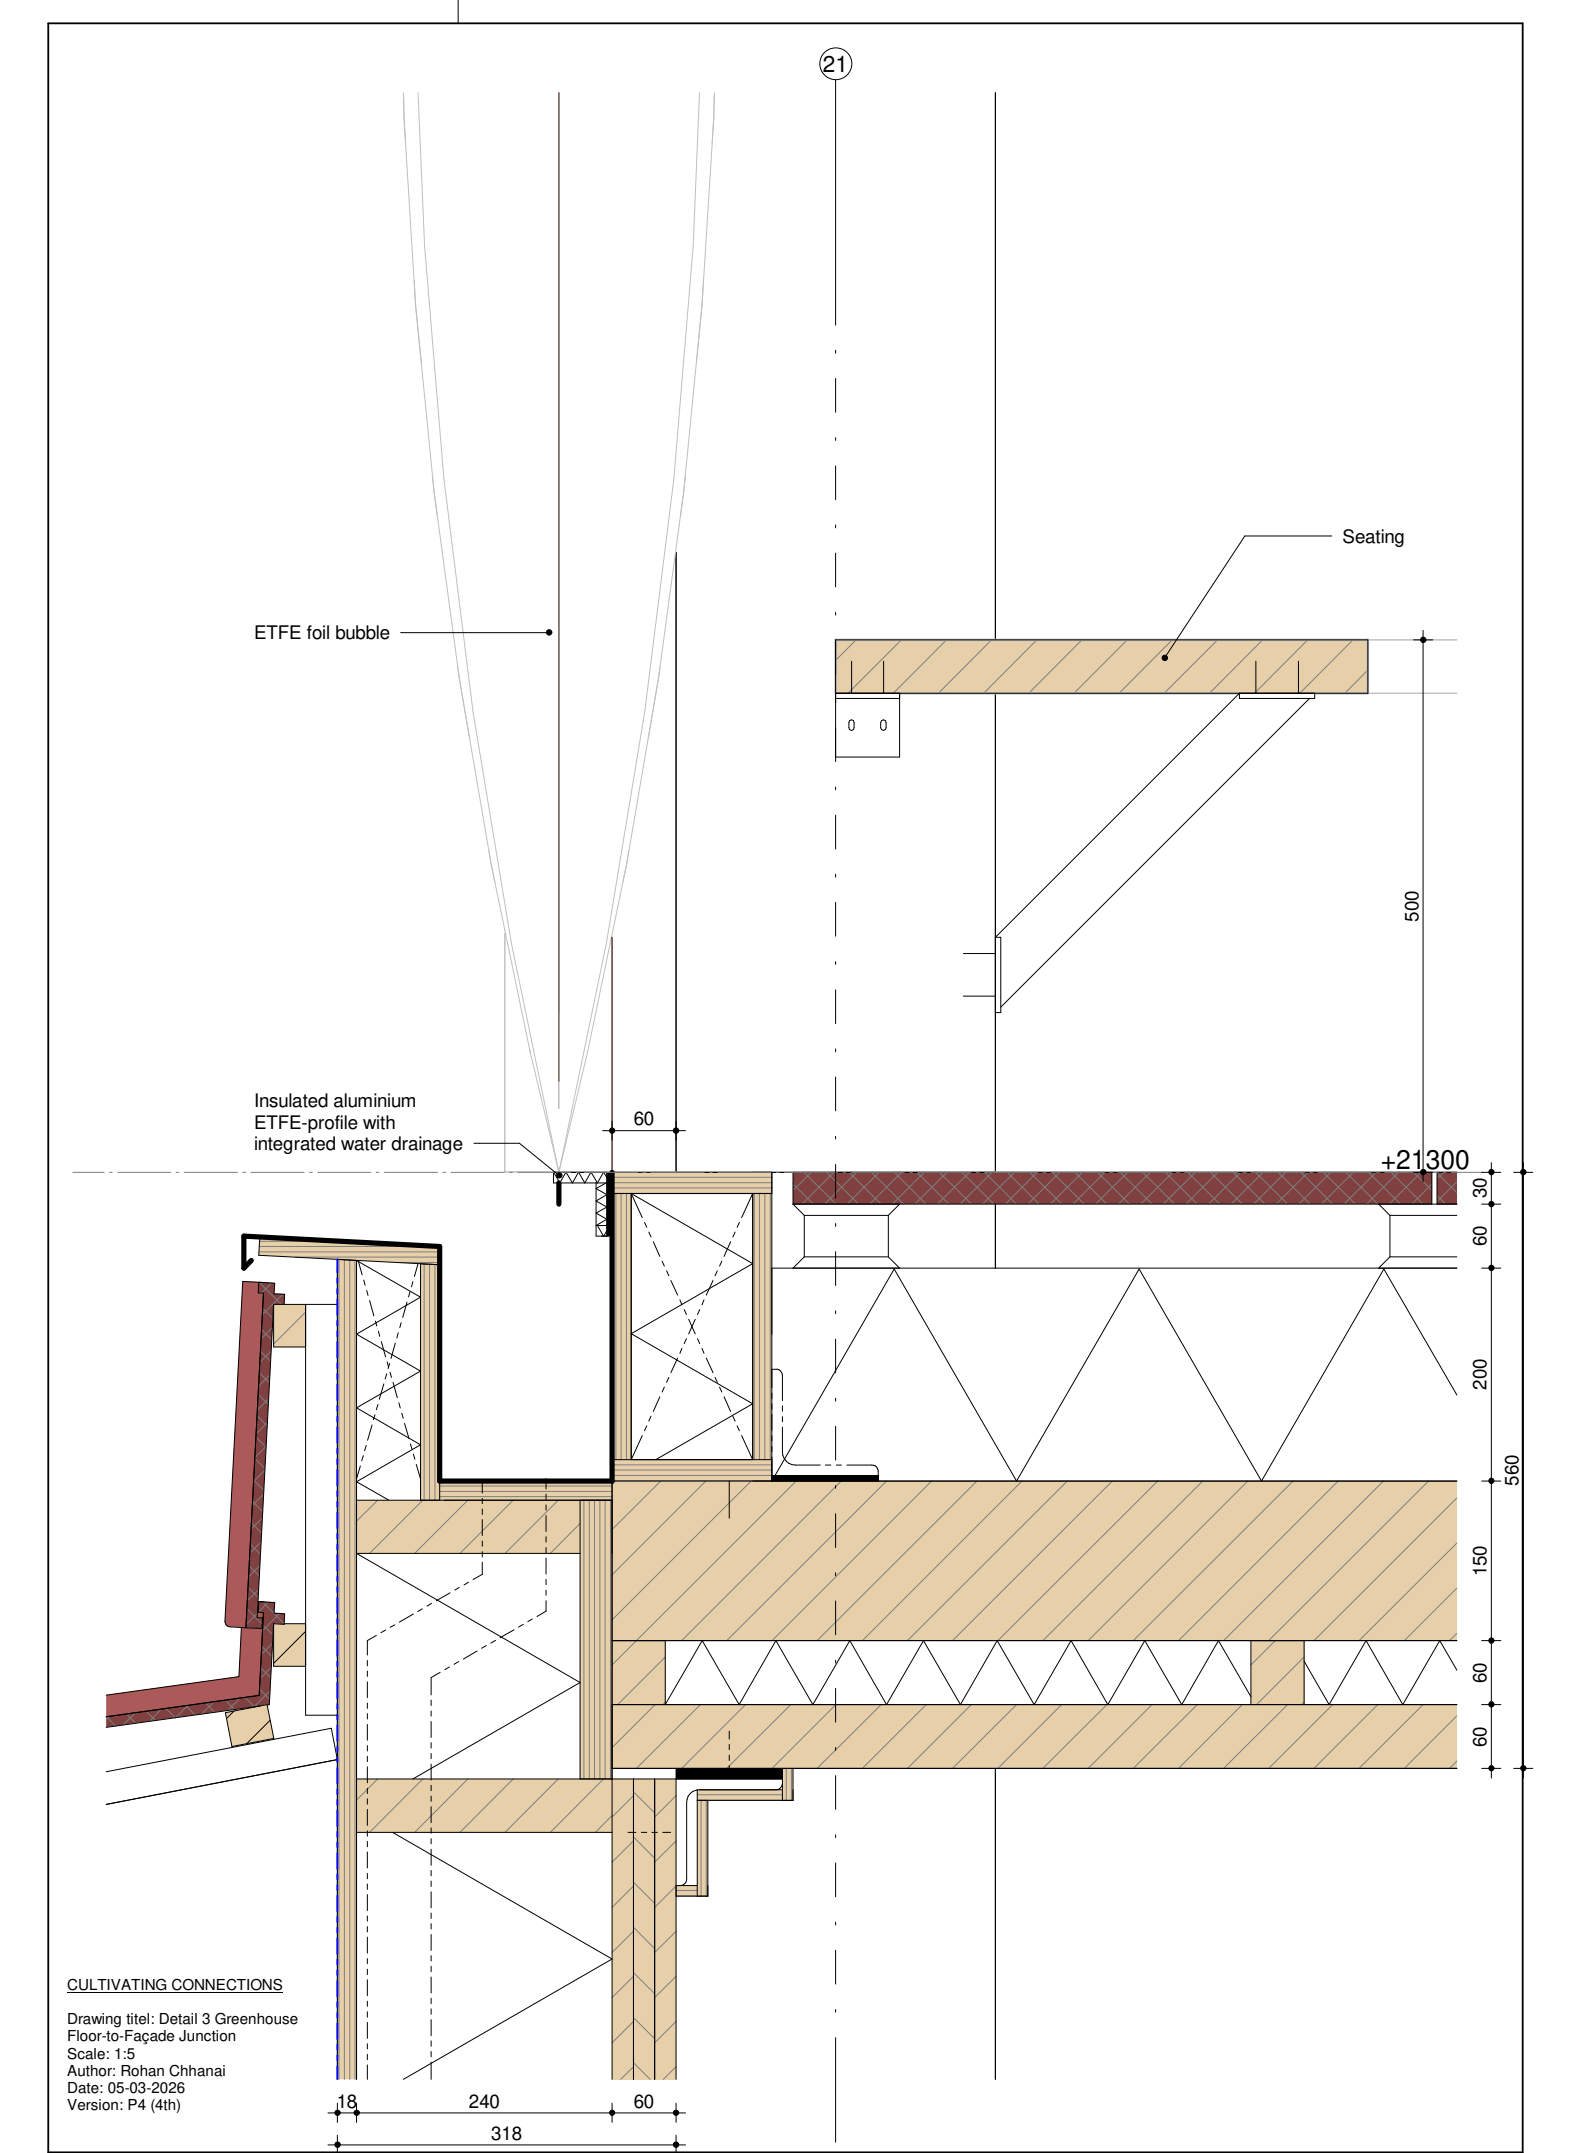 21
Seating
ETFE foil bubble
500
Insulated aluminium
ETFE-profile with
integrated water drainage
60
+21300
30
60
200
560
150
60
60
CULTIVATING CONNECTIONS
Drawing titel: Detail 3 Greenhouse
Floor-to-Façade Junction
Scale: 1:5
Author: Rohan Chhanai
Date: 05-03-2026
Version: P4 (4th)
18
240
60
318